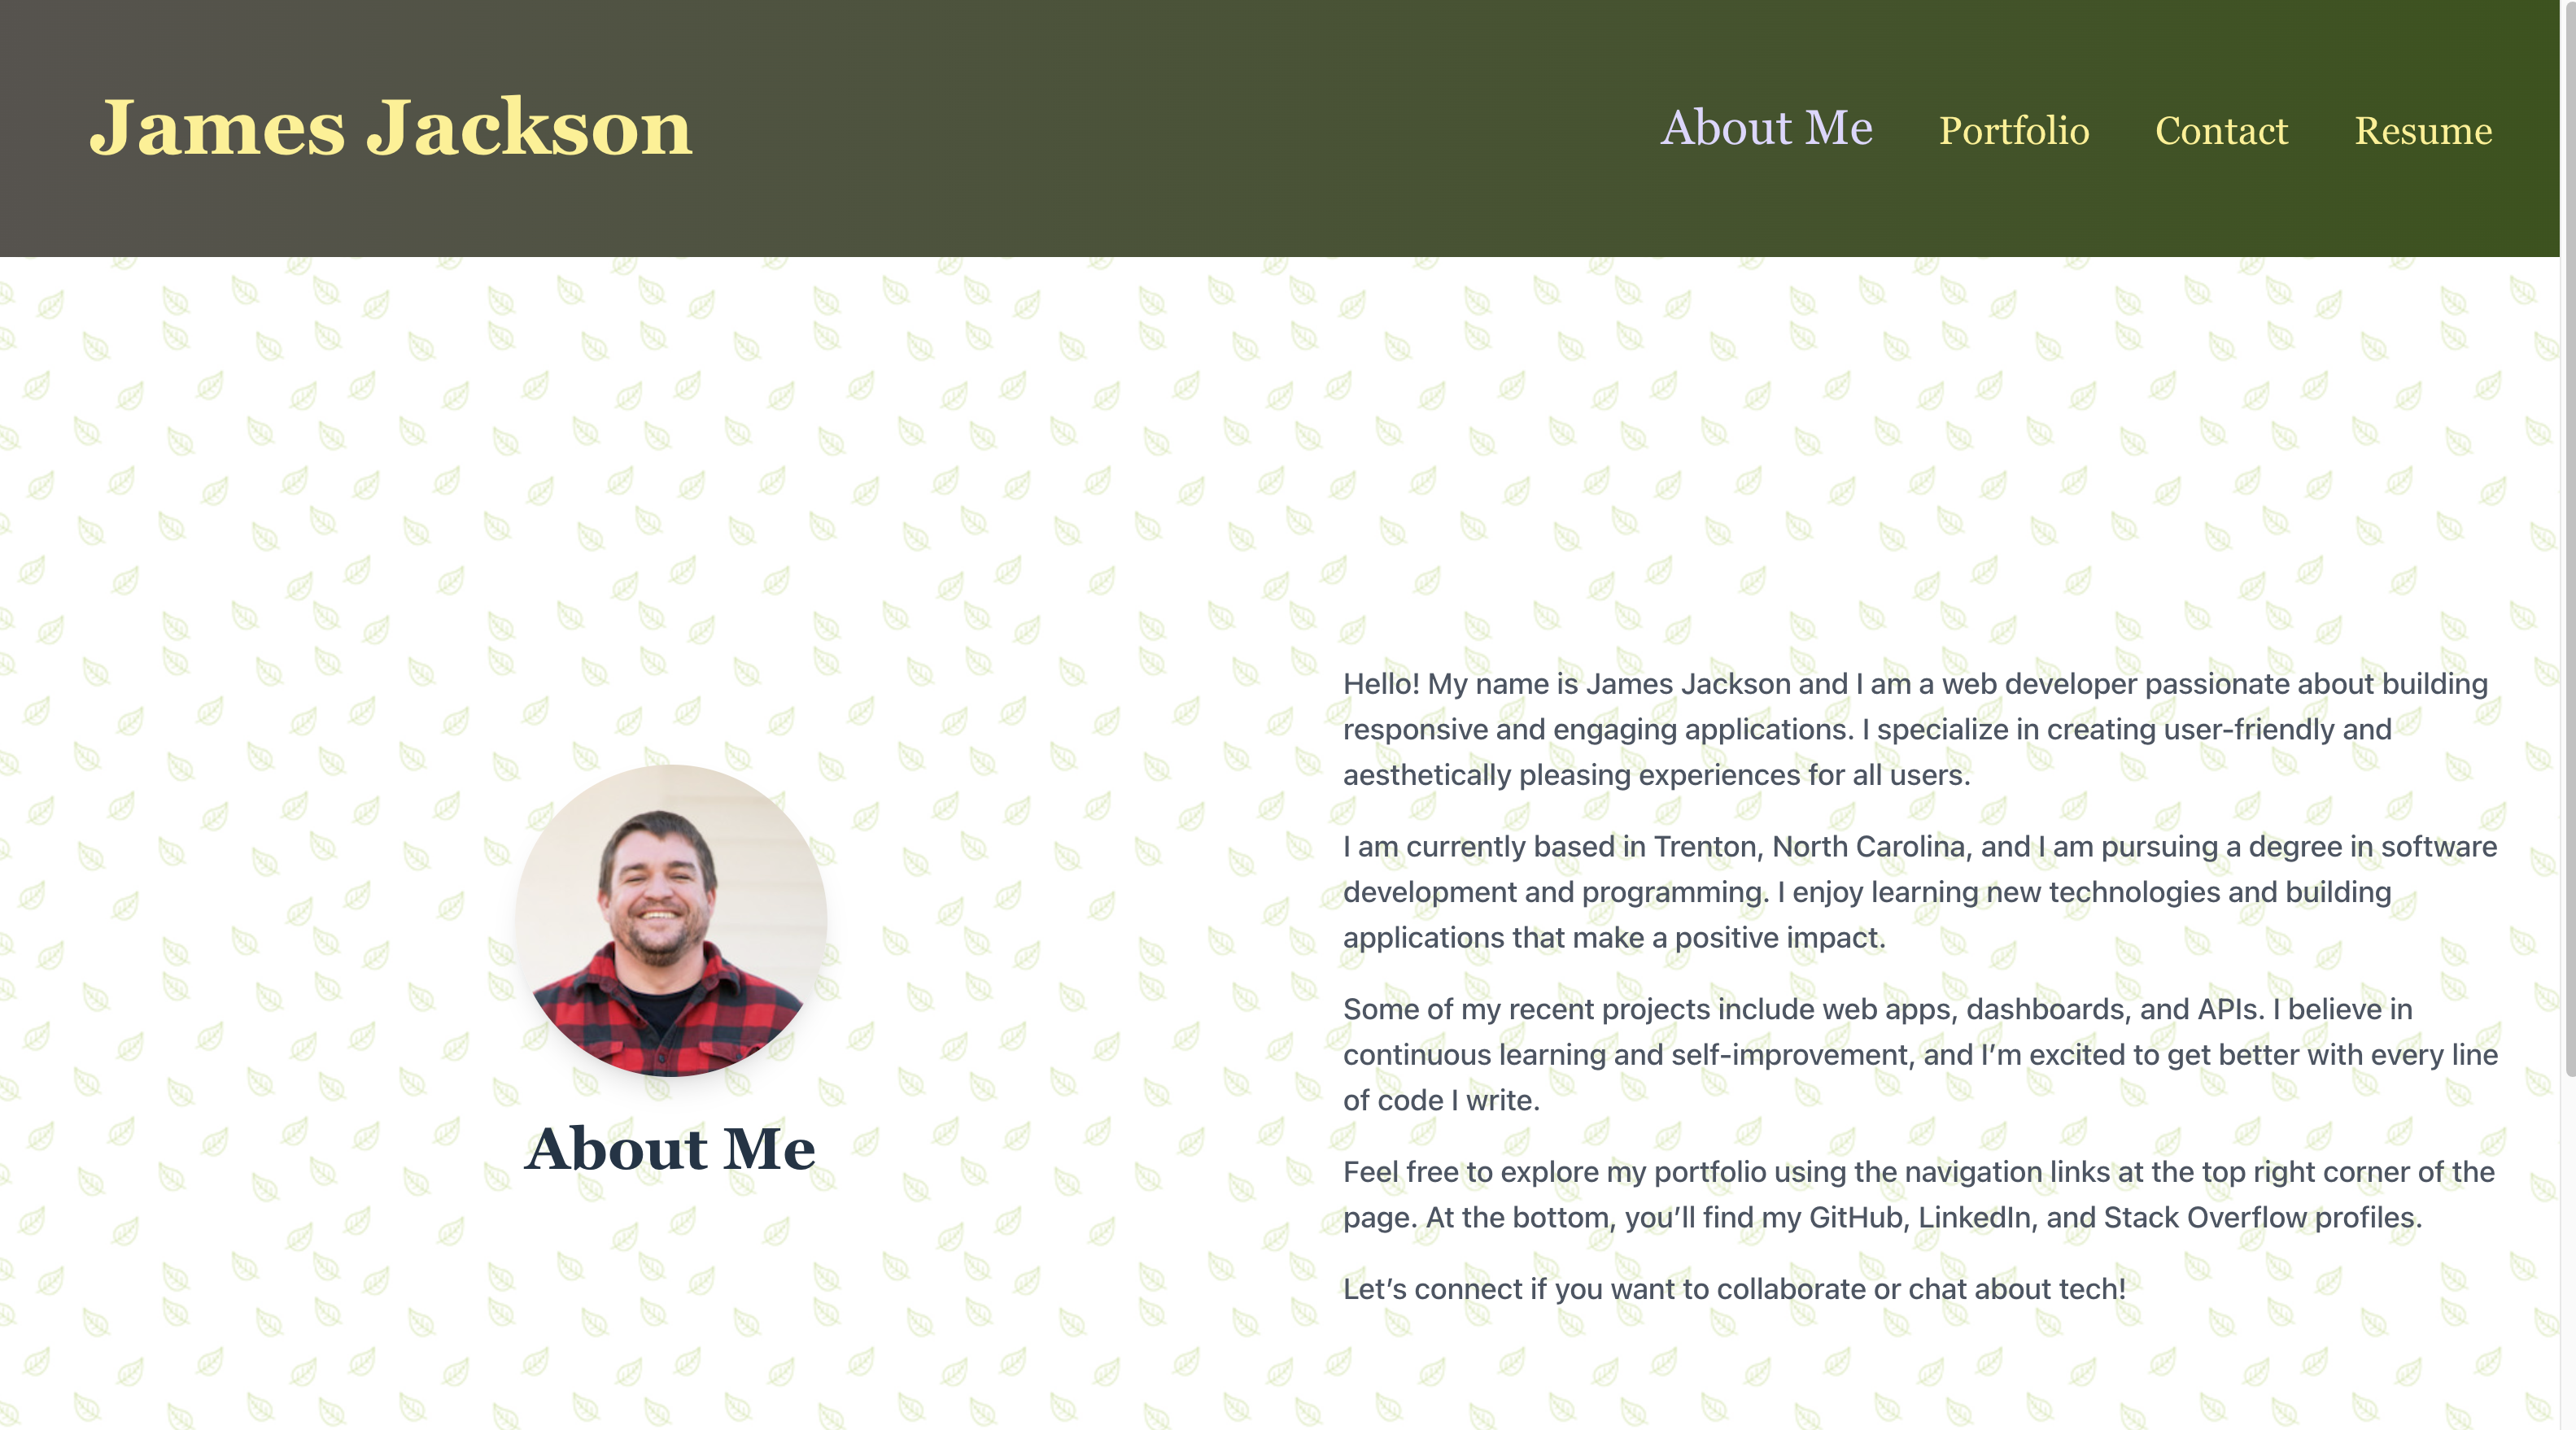 James Jackson
About Me
Portfolio
Contact
Resume
About Me
Hello! My name is James Jackson and I am a web developer passionate about building
responsive and engaging applications. I specialize in creating user-friendly and
aesthetically pleasing experiences for all users.
I am currently based in Trenton, North Carolina, and I am pursuing a degree in software
development and programming. I enjoy learning new technologies and building
applications that make a positive impact.
Some of my recent projects include web apps, dashboards, and APIs. I believe in
continuous learning and self-improvement, and I’m excited to get better with every line
of code I write.
Feel free to explore my portfolio using the navigation links at the top right corner of the
page. At the bottom, you’ll find my GitHub, LinkedIn, and Stack Overflow profiles.
Let’s connect if you want to collaborate or chat about tech!